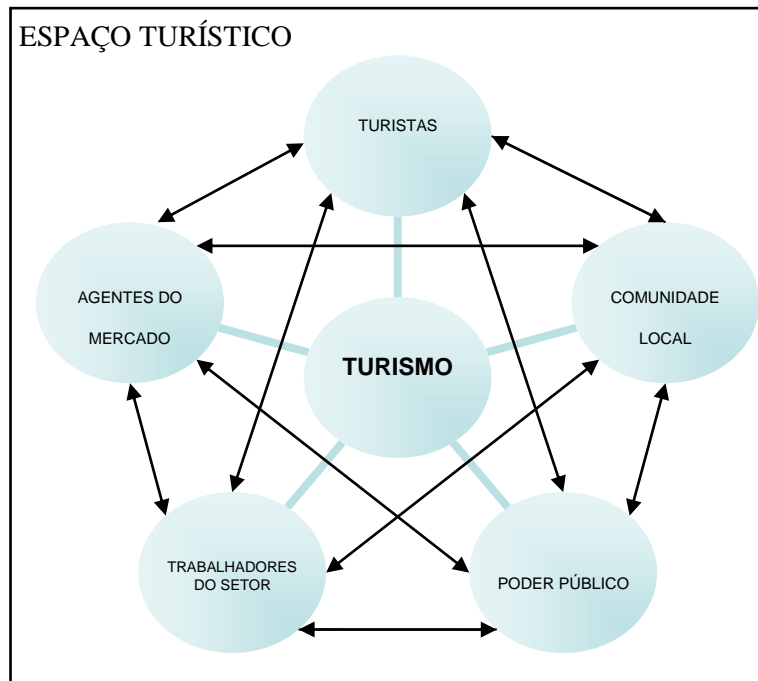 ESPAÇO TURÍSTICO
TURISTAS
AGENTES DO
MERCADO
COMUNIDADE
LOCAL
TURISMO
TRABALHADORES
DO SETOR
PODER PÚBLICO